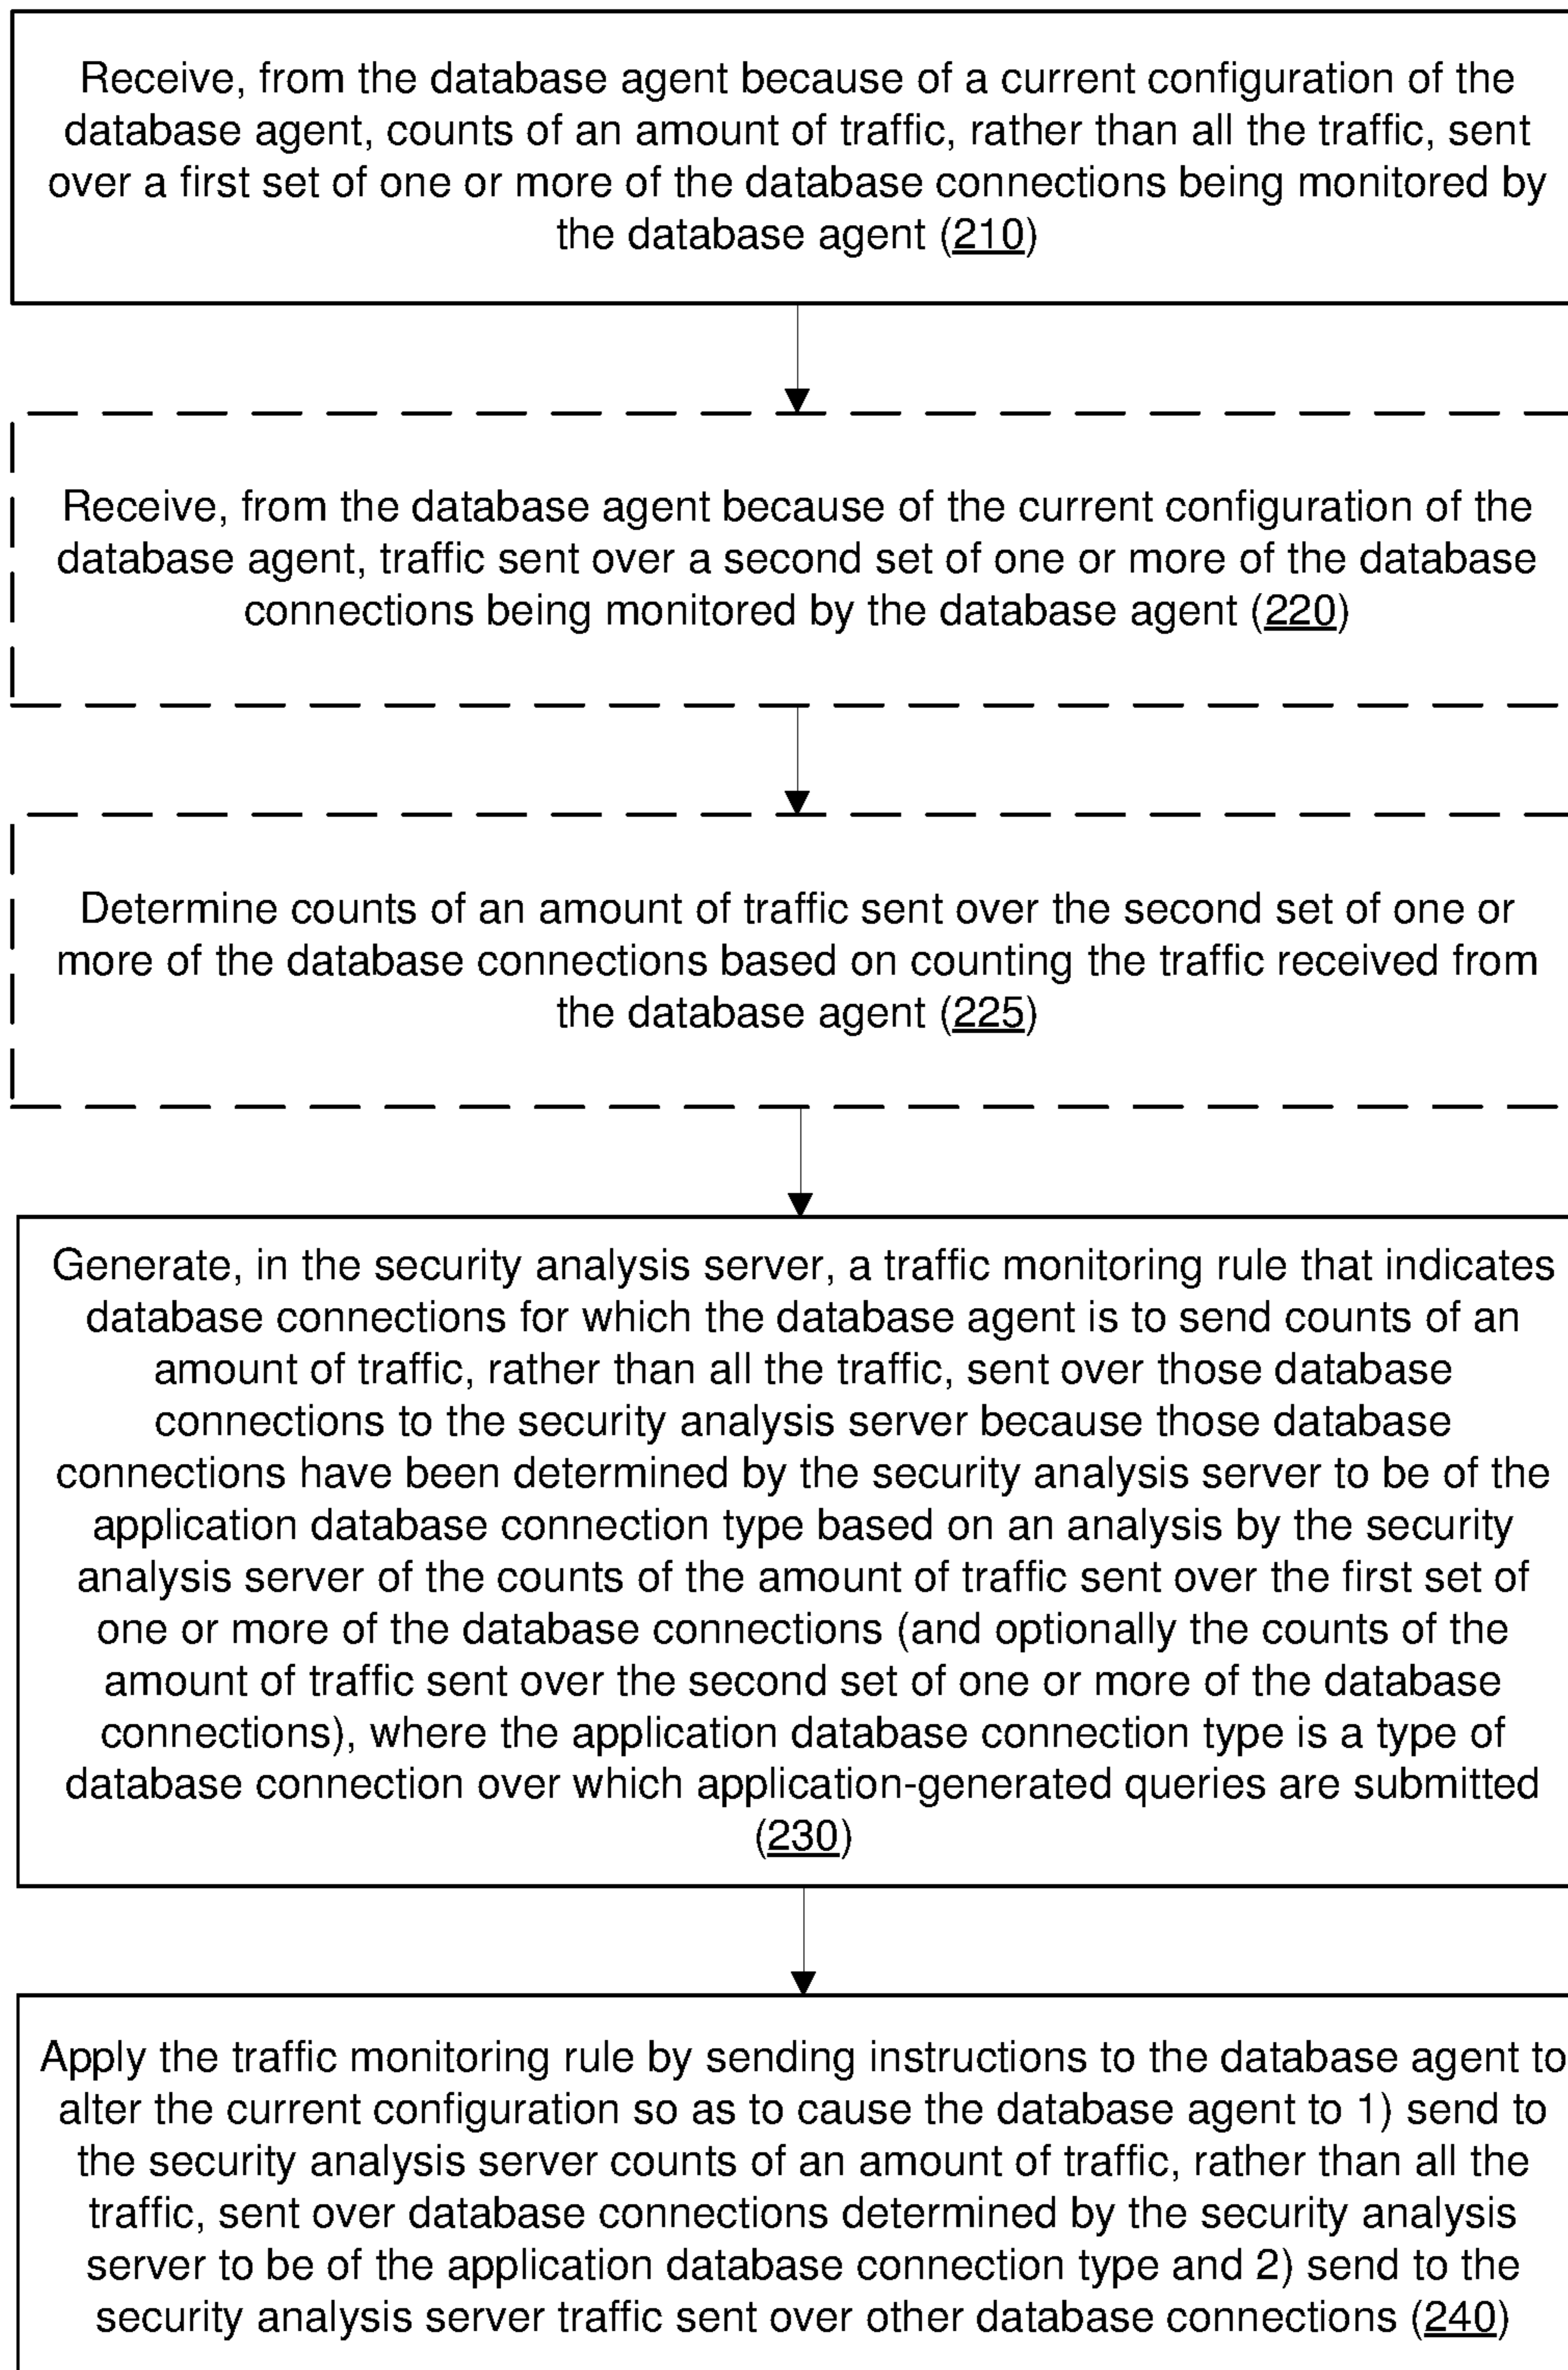 Receive, from the database agent because of a current configuration of the
database agent, counts of an amount of traffic, rather than all the traffic, sent
over a first set of one or more of the database connections being monitored by
the database agent (210)
Receive, from the database agent because of the current configuration of the
database agent, traffic sent over a second set of one or more of the database
connections being monitored by the database agent (220)
Determine counts of an amount of traffic sent over the second set of one or
more of the database connections based on counting the traffic received from
the database agent (225)
Generate, in the security analysis server, a traffic monitoring rule that indicates
database connections for which the database agent is to send counts of an
amount of traffic, rather than all the traffic, sent over those database
connections to the security analysis server because those database
connections have been determined by the security analysis server to be of the
application database connection type based on an analysis by the security
analysis server of the counts of the amount of traffic sent over the first set of
one or more of the database connections (and optionally the counts of the
amount of traffic sent over the second set of one or more of the database
connections), where the application database connection type is a type of
database connection over which application-generated queries are submitted
(230)
Apply the traffic monitoring rule by sending instructions to the database agent to
alter the current configuration so as to cause the database agent to 1) send to
the security analysis server counts of an amount of traffic, rather than all the
traffic, sent over database connections determined by the security analysis
server to be of the application database connection type and 2) send to the
security analysis server traffic sent over other database connections (240)